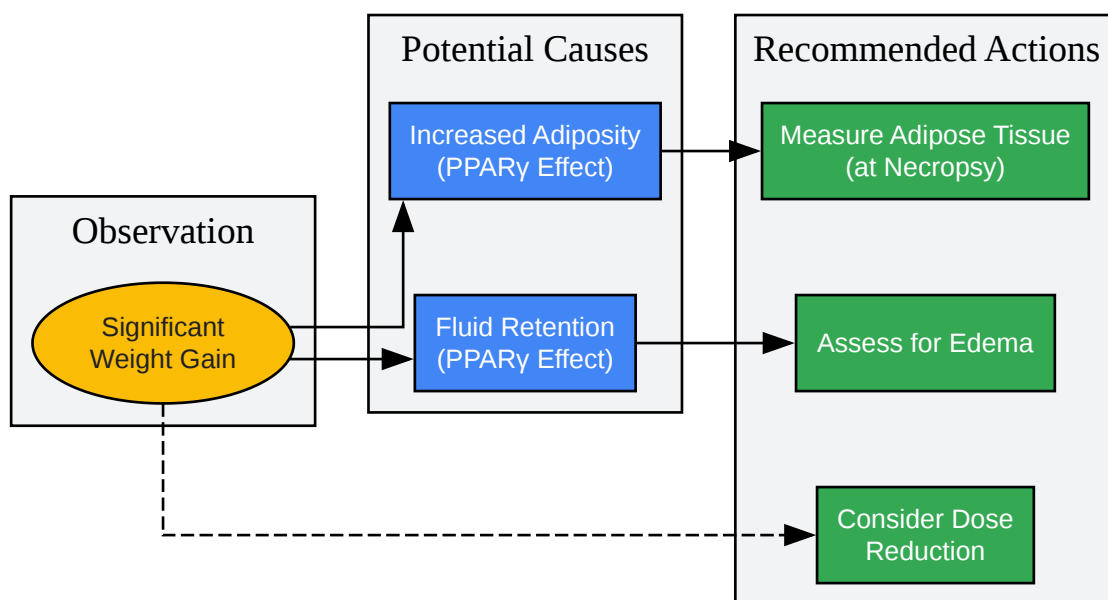 Observation
Significant
Weight Gain
Potential Causes
Increased Adiposity
(PPARγ Effect)
Fluid Retention
(PPARγ Effect)
Recommended Actions
Measure Adipose Tissue
(at Necropsy)
Assess for Edema
Consider Dose
Reduction